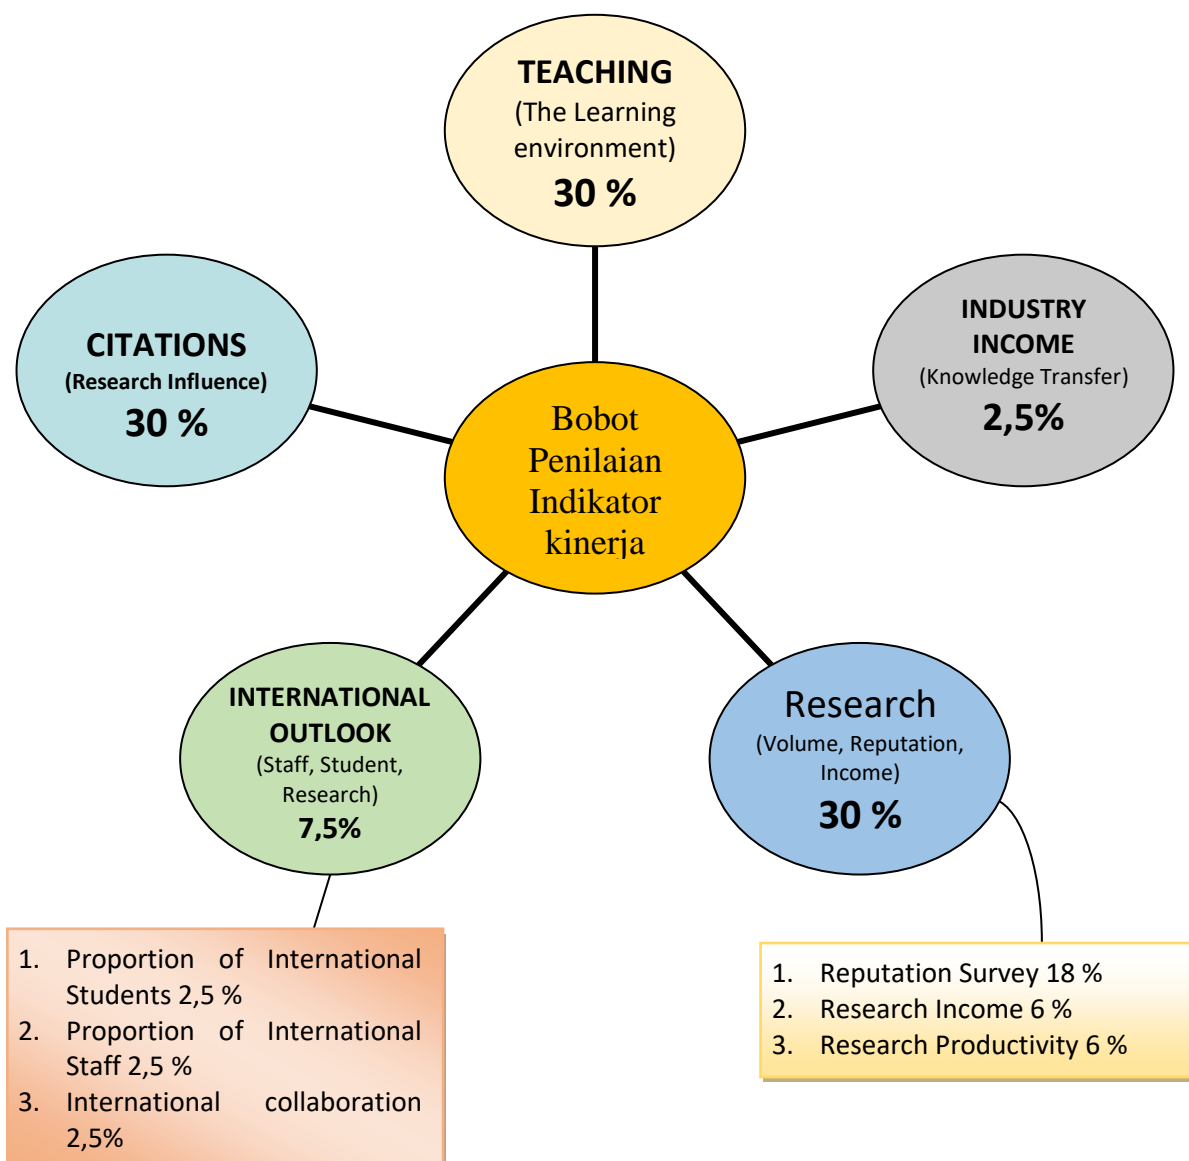 TEACHING
(The Learning
environment)
30 %
CITATIONS
(Research Influence)
30 %
INDUSTRY
INCOME
(Knowledge Transfer)
2,5%
Bobot
Penilaian
Indikator
kinerja
INTERNATIONAL
OUTLOOK
(Staff, Student,
Research)
7,5%
Research
(Volume, Reputation,
Income)
30 %
1. Proportion of International
Students 2,5 %
2. Proportion of International
Staff 2,5 %
3. International collaboration
2,5%
1. Reputation Survey 18 %
2. Research Income 6 %
3. Research Productivity 6 %